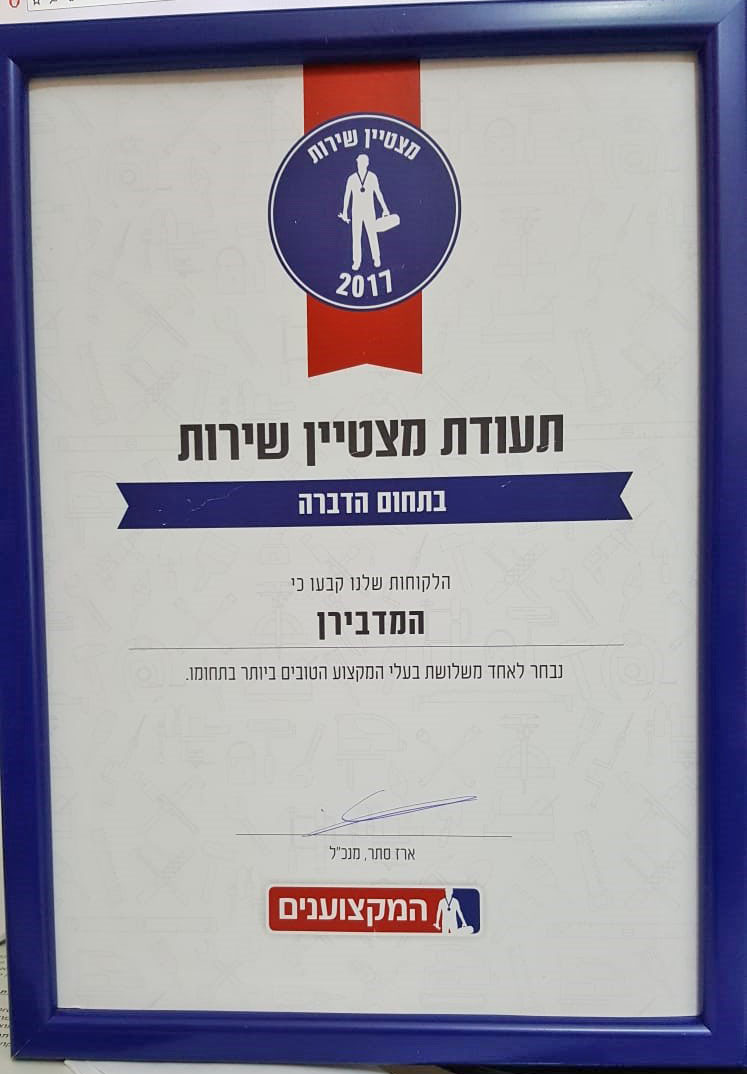 מצטיין שירות
2017
תעודת מצטיין שירות
בתחום הדברה
הלקוחות שלנו קבעו כי
המדבירן
נבחר לאחד משלושת בעלי המקצוע הטובים ביותר בתחומו.
ארז סתר, מנכ"ל
המקצוענים